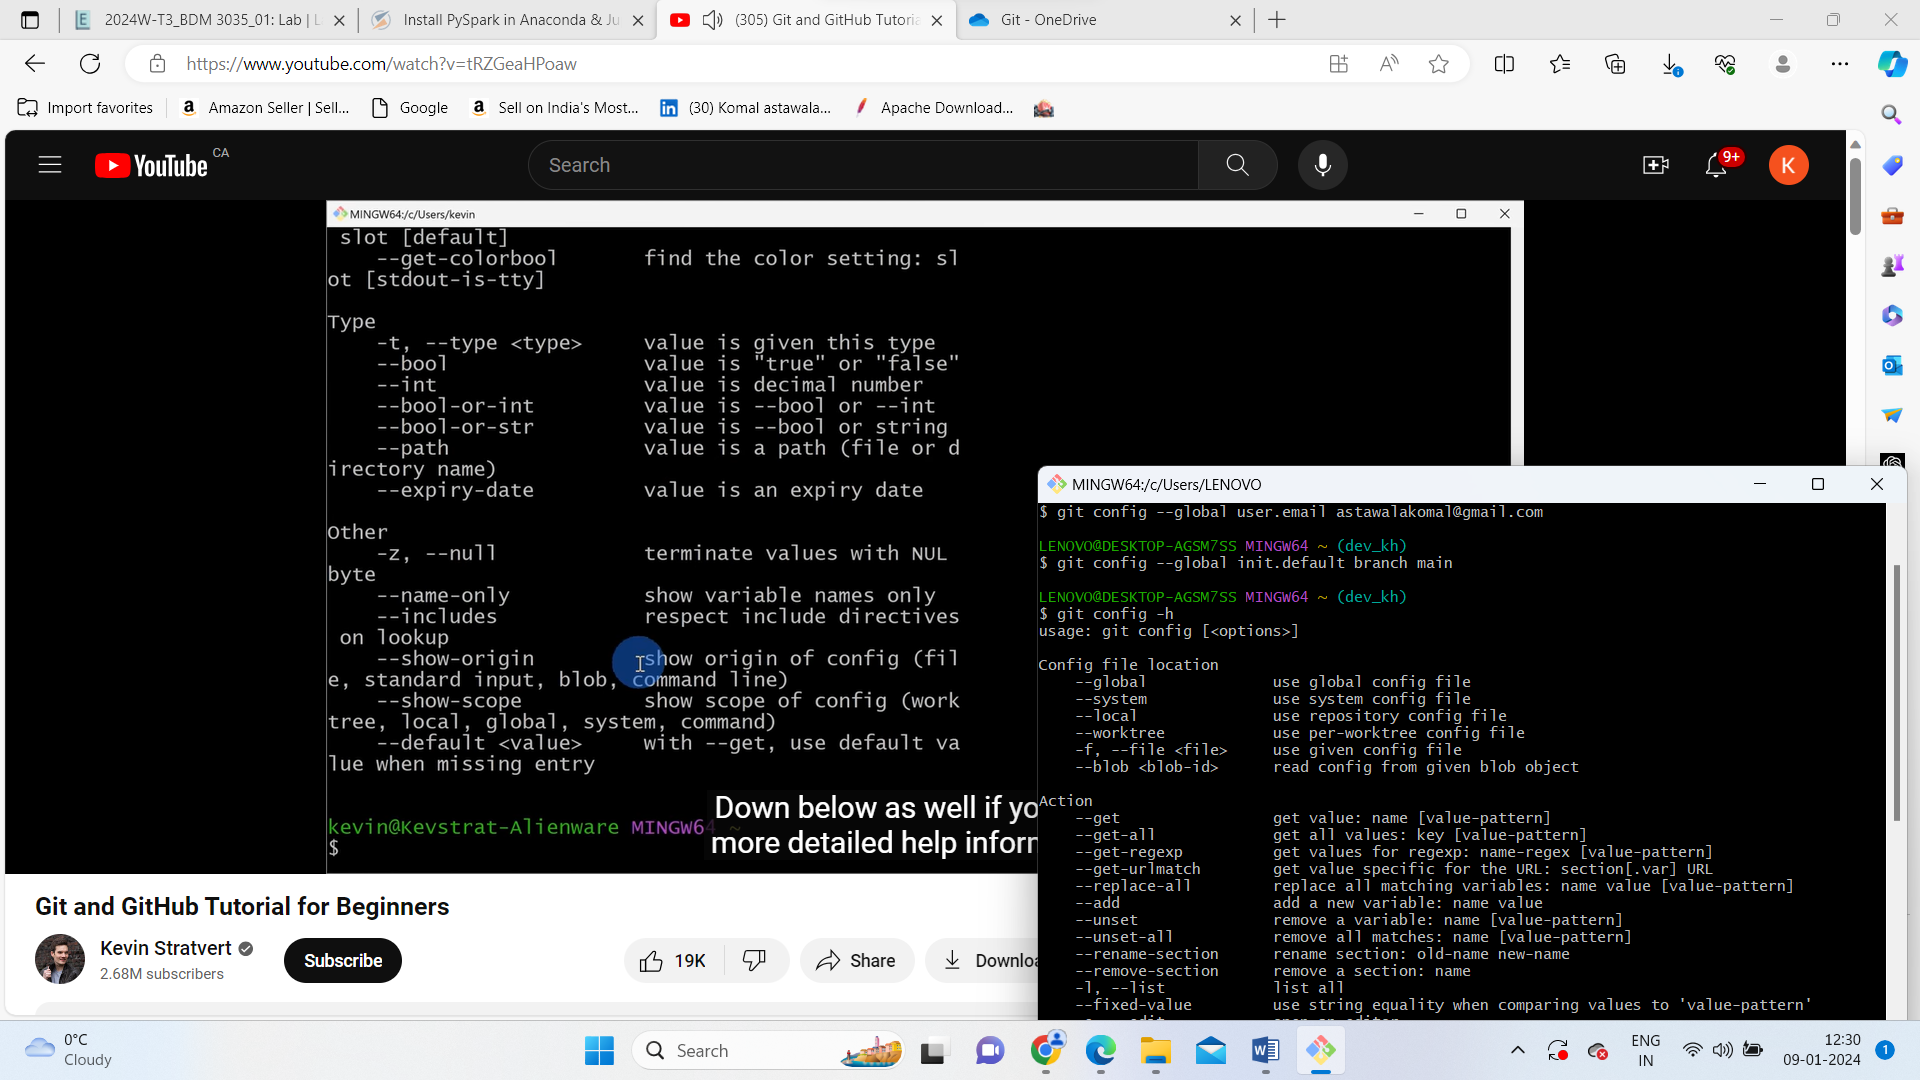 2024W-T3_BDM 3035_01: Lab | L
Install PySpark in Anaconda & Ju
(305) Git and GitHub Tutoria
Git - OneDrive
https://www.youtube.com/watch?v=tRZGeaHPoaw
Import favorites
Amazon Seller | Sell...
Google
Sell on India's Most...
(30) Komal astawala...
Apache Download...
YouTube CA
Search
9+
K
MINGW64:/c/Users/kevin
slot [default]
--get-colorbool find the color setting: sl
ot [stdout-is-tty]
Type
-t, --type <type> value is given this type
--bool value is "true" or "false"
--int value is decimal number
--bool-or-int value is --bool or --int
--bool-or-str value is --bool or string
--path value is a path (file or d
irectory name)
--expiry-date value is an expiry date
Other
-z, --null terminate values with NUL
byte
--name-only show variable names only
--includes respect include directives
on lookup
--show-origin show origin of config (fil
e, standard input, blob, command line)
--show-scope show scope of config (work
tree, local, global, system, command)
--default <value> with --get, use default va
lue when missing entry
kevin@Kevstrat-Alienware MINGW64 ~
$
Down below as well if yo
more detailed help inforn
MINGW64:/c/Users/LENOVO
$ git config --global user.email astawalakomal@gmail.com
LENOVO@DESKTOP-AGSM7SS MINGW64 ~ (dev_kh)
$ git config --global init.default branch main
LENOVO@DESKTOP-AGSM7SS MINGW64 ~ (dev_kh)
$ git config -h
usage: git config [<options>]
Config file location
--global use global config file
--system use system config file
--local use repository config file
--worktree use per-worktree config file
-f, --file <file> use given config file
--blob <blob-id> read config from given blob object
Action
--get get value: name [value-pattern]
--get-all get all values: key [value-pattern]
--get-regexp get values for regexp: name-regex [value-pattern]
--get-urlmatch get value specific for the URL: section[.var] URL
--replace-all replace all matching variables: name value [value-pattern]
--add add a new variable: name value
--unset remove a variable: name [value-pattern]
--unset-all remove all matches: name [value-pattern]
--rename-section rename section: old-name new-name
--remove-section remove a section: name
-l, --list list all
--fixed-value use string equality when comparing values to 'value-pattern'
Git and GitHub Tutorial for Beginners
Kevin Stratvert
2.68M subscribers
Subscribe
19K
Share
Downloa
0°C
Cloudy
Search
ENG
IN
12:30
09-01-2024
1